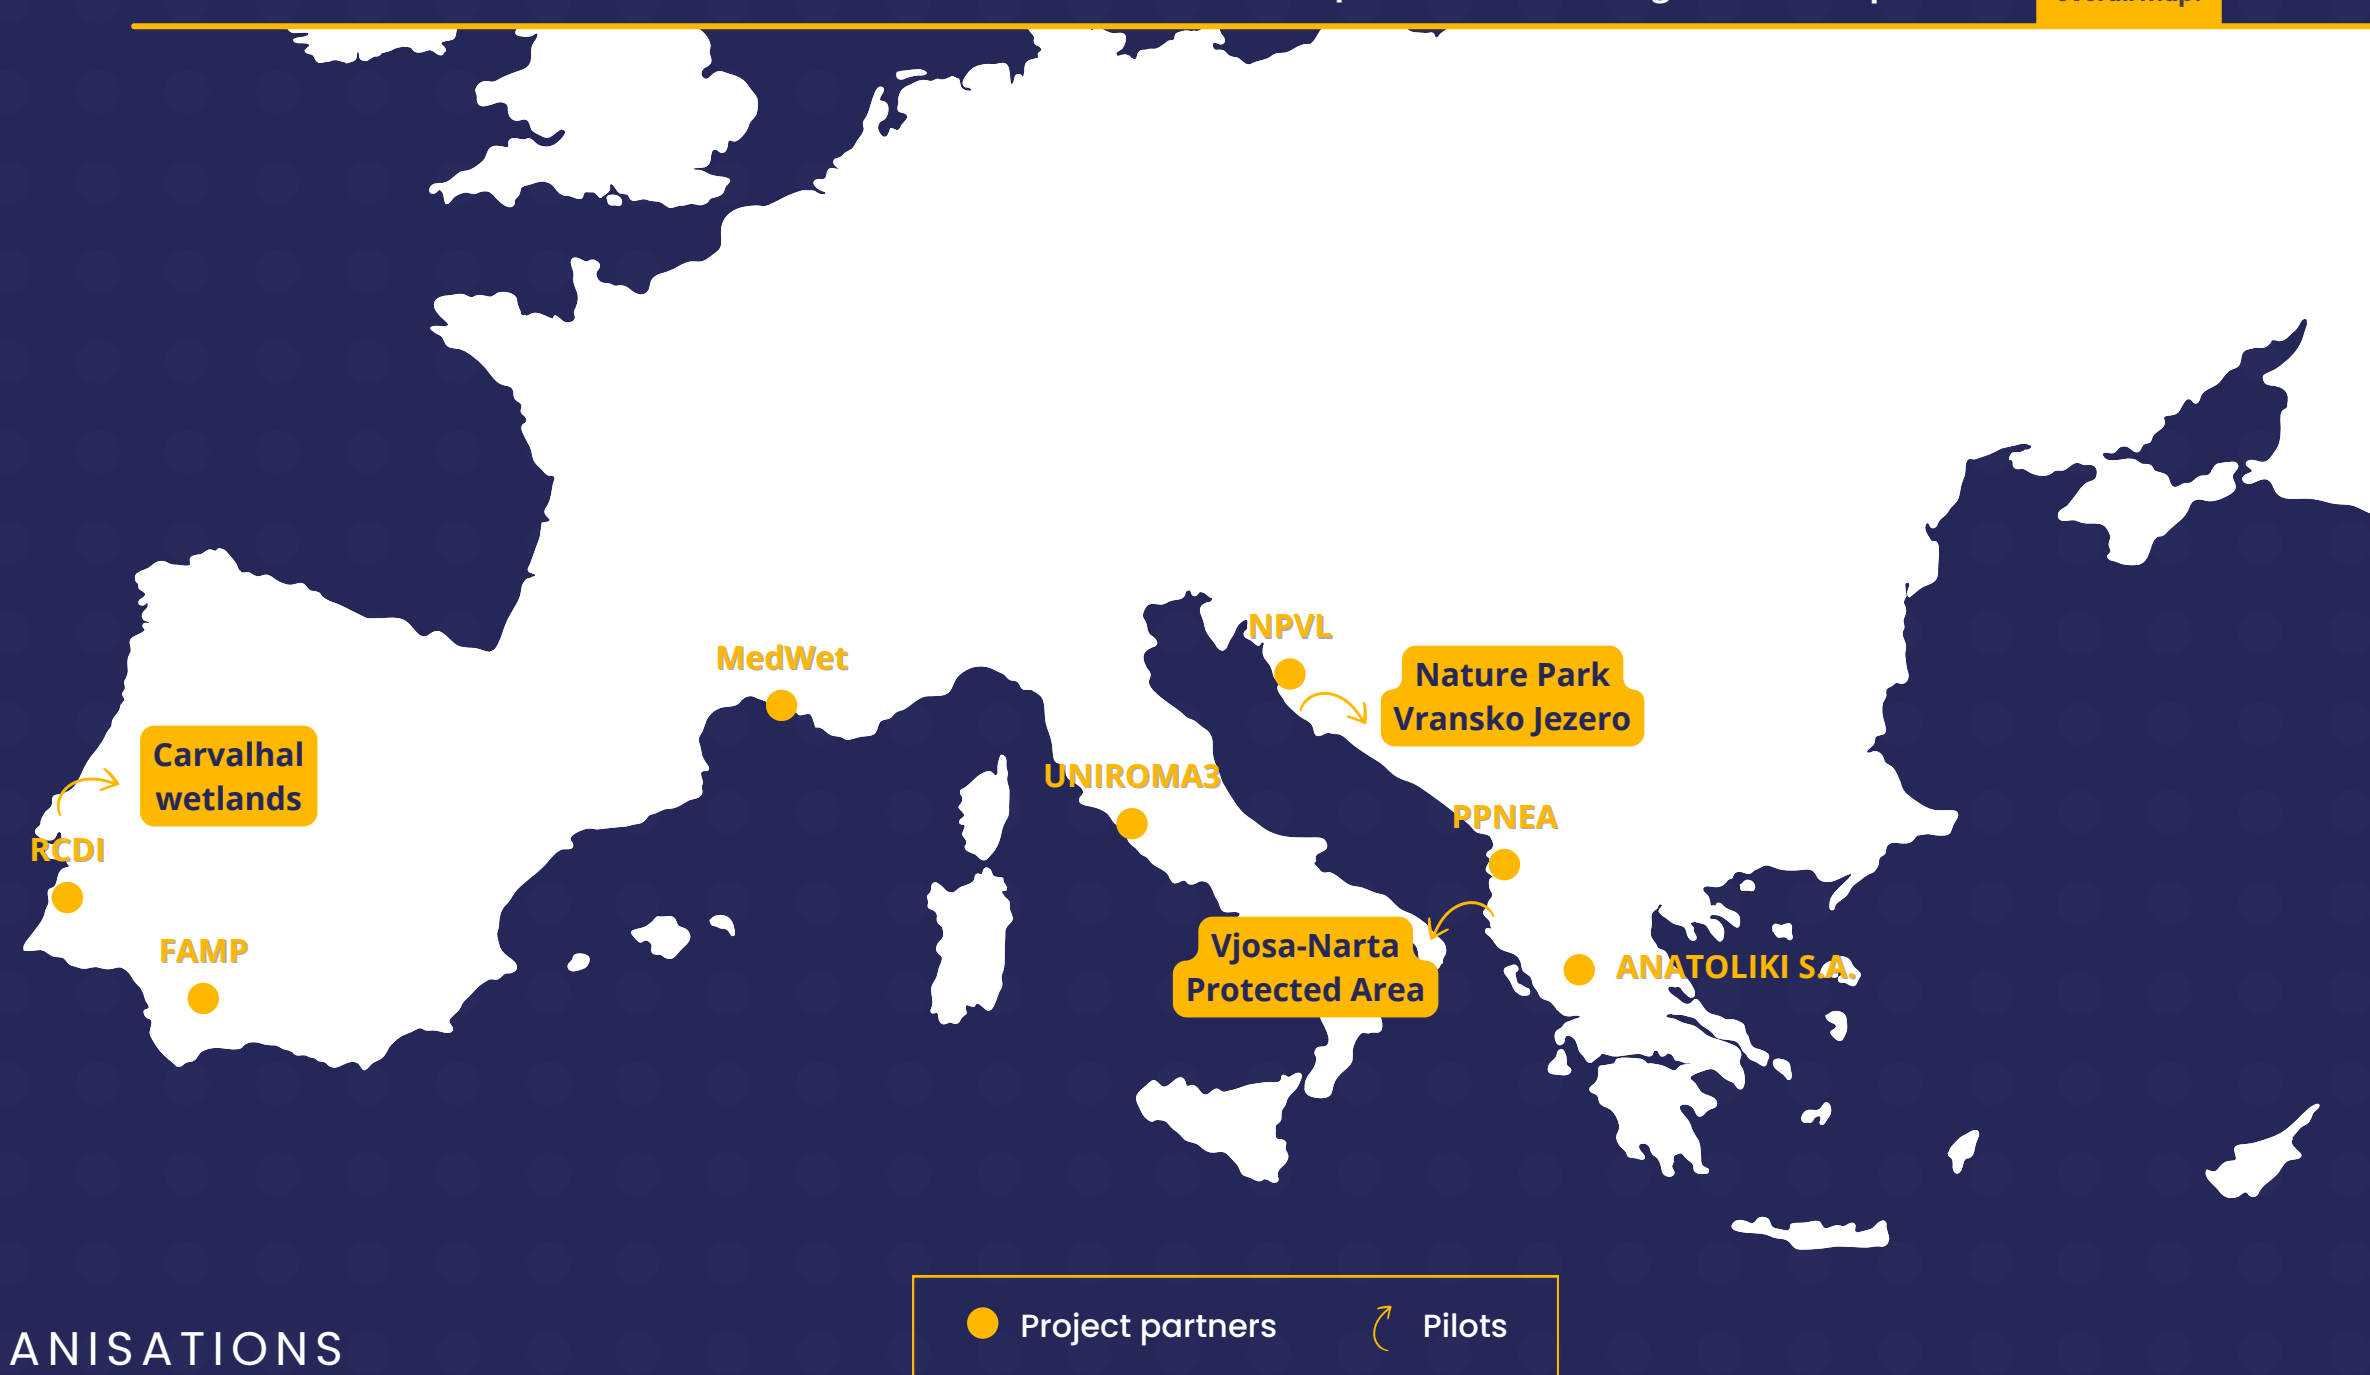 NPVL
MedWet
Nature Park
Vransko Jezero
Carvalhal
wetlands
UNIROMA3
PPNEA
RCDI
FAMP
Vjosa-Narta
Protected Area
ANATOLIKI S.A.
Project partners
Pilots
ANISATIONS